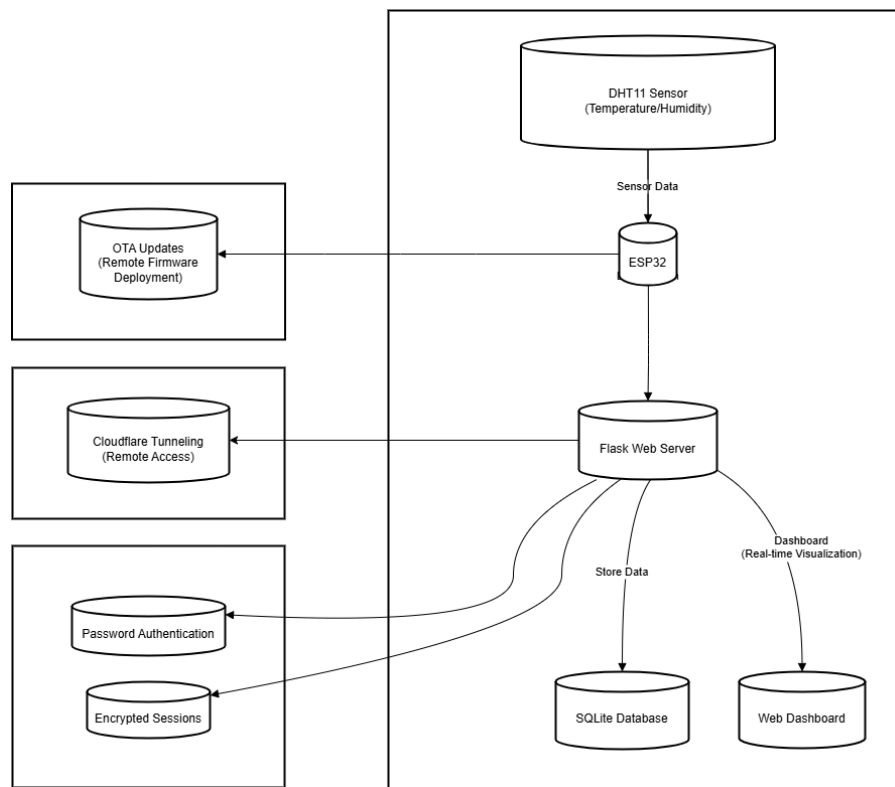 DHT11 Sensor
(Temperature/Humidity)
Sensor Data
OTA Updates
(Remote Firmware
Deployment)
ESP32
Cloudflare Tunneling
(Remote Access)
Flask Web Server
Dashboard
(Real-time Visualization)
Store Data
Password Authentication
Encrypted Sessions
SQLite Database
Web Dashboard